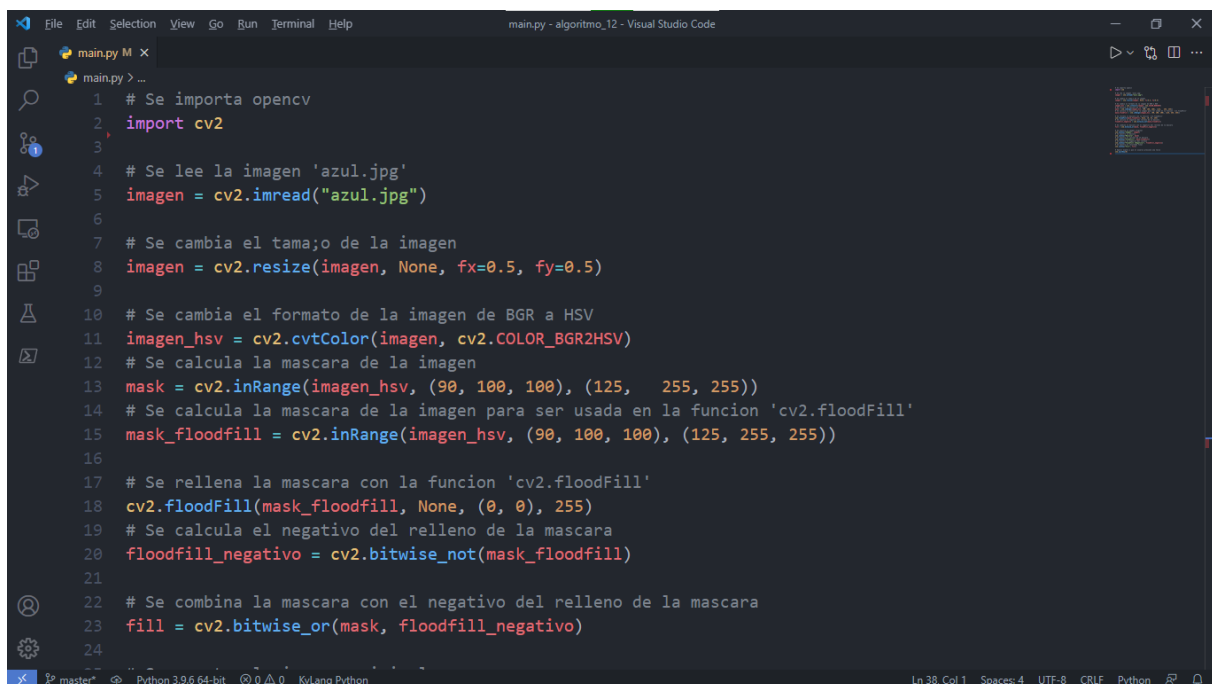 File Edit Selection View Go Run Terminal Help main.py - algoritmo_12 - Visual Studio Code
main.py M
main.py > ...
1 # Se importa opencv
2 import cv2
3
4 # Se lee la imagen 'azul.jpg'
5 imagen = cv2.imread("azul.jpg")
6
7 # Se cambia el tama;o de la imagen
8 imagen = cv2.resize(imagen, None, fx=0.5, fy=0.5)
9
10 # Se cambia el formato de la imagen de BGR a HSV
11 imagen_hsv = cv2.cvtColor(imagen, cv2.COLOR_BGR2HSV)
12 # Se calcula la mascara de la imagen
13 mask = cv2.inRange(imagen_hsv, (90, 100, 100), (125,   255, 255))
14 # Se calcula la mascara de la imagen para ser usada en la funcion 'cv2.floodFill'
15 mask_floodfill = cv2.inRange(imagen_hsv, (90, 100, 100), (125, 255, 255))
16
17 # Se rellena la mascara con la funcion 'cv2.floodFill'
18 cv2.floodFill(mask_floodfill, None, (0, 0), 255)
19 # Se calcula el negativo del relleno de la mascara
20 floodfill_negativo = cv2.bitwise_not(mask_floodfill)
21
22 # Se combina la mascara con el negativo del relleno de la mascara
23 fill = cv2.bitwise_or(mask, floodfill_negativo)
24
1
master* Python 3.9.6 64-bit 0 0 KyLang Python Ln 38, Col 1 Spaces: 4 UTF-8 CRLF Python